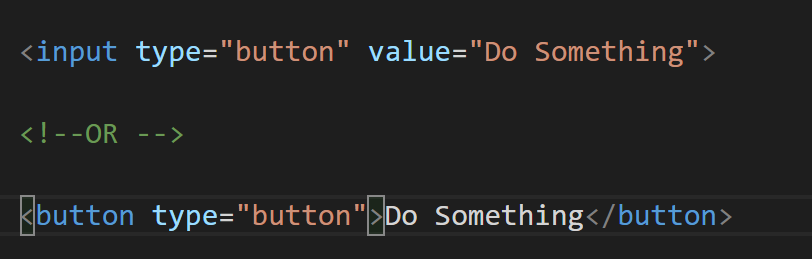 <input type="button" value="Do Something">
<!--OR -->
<button type="button">Do Something</button>